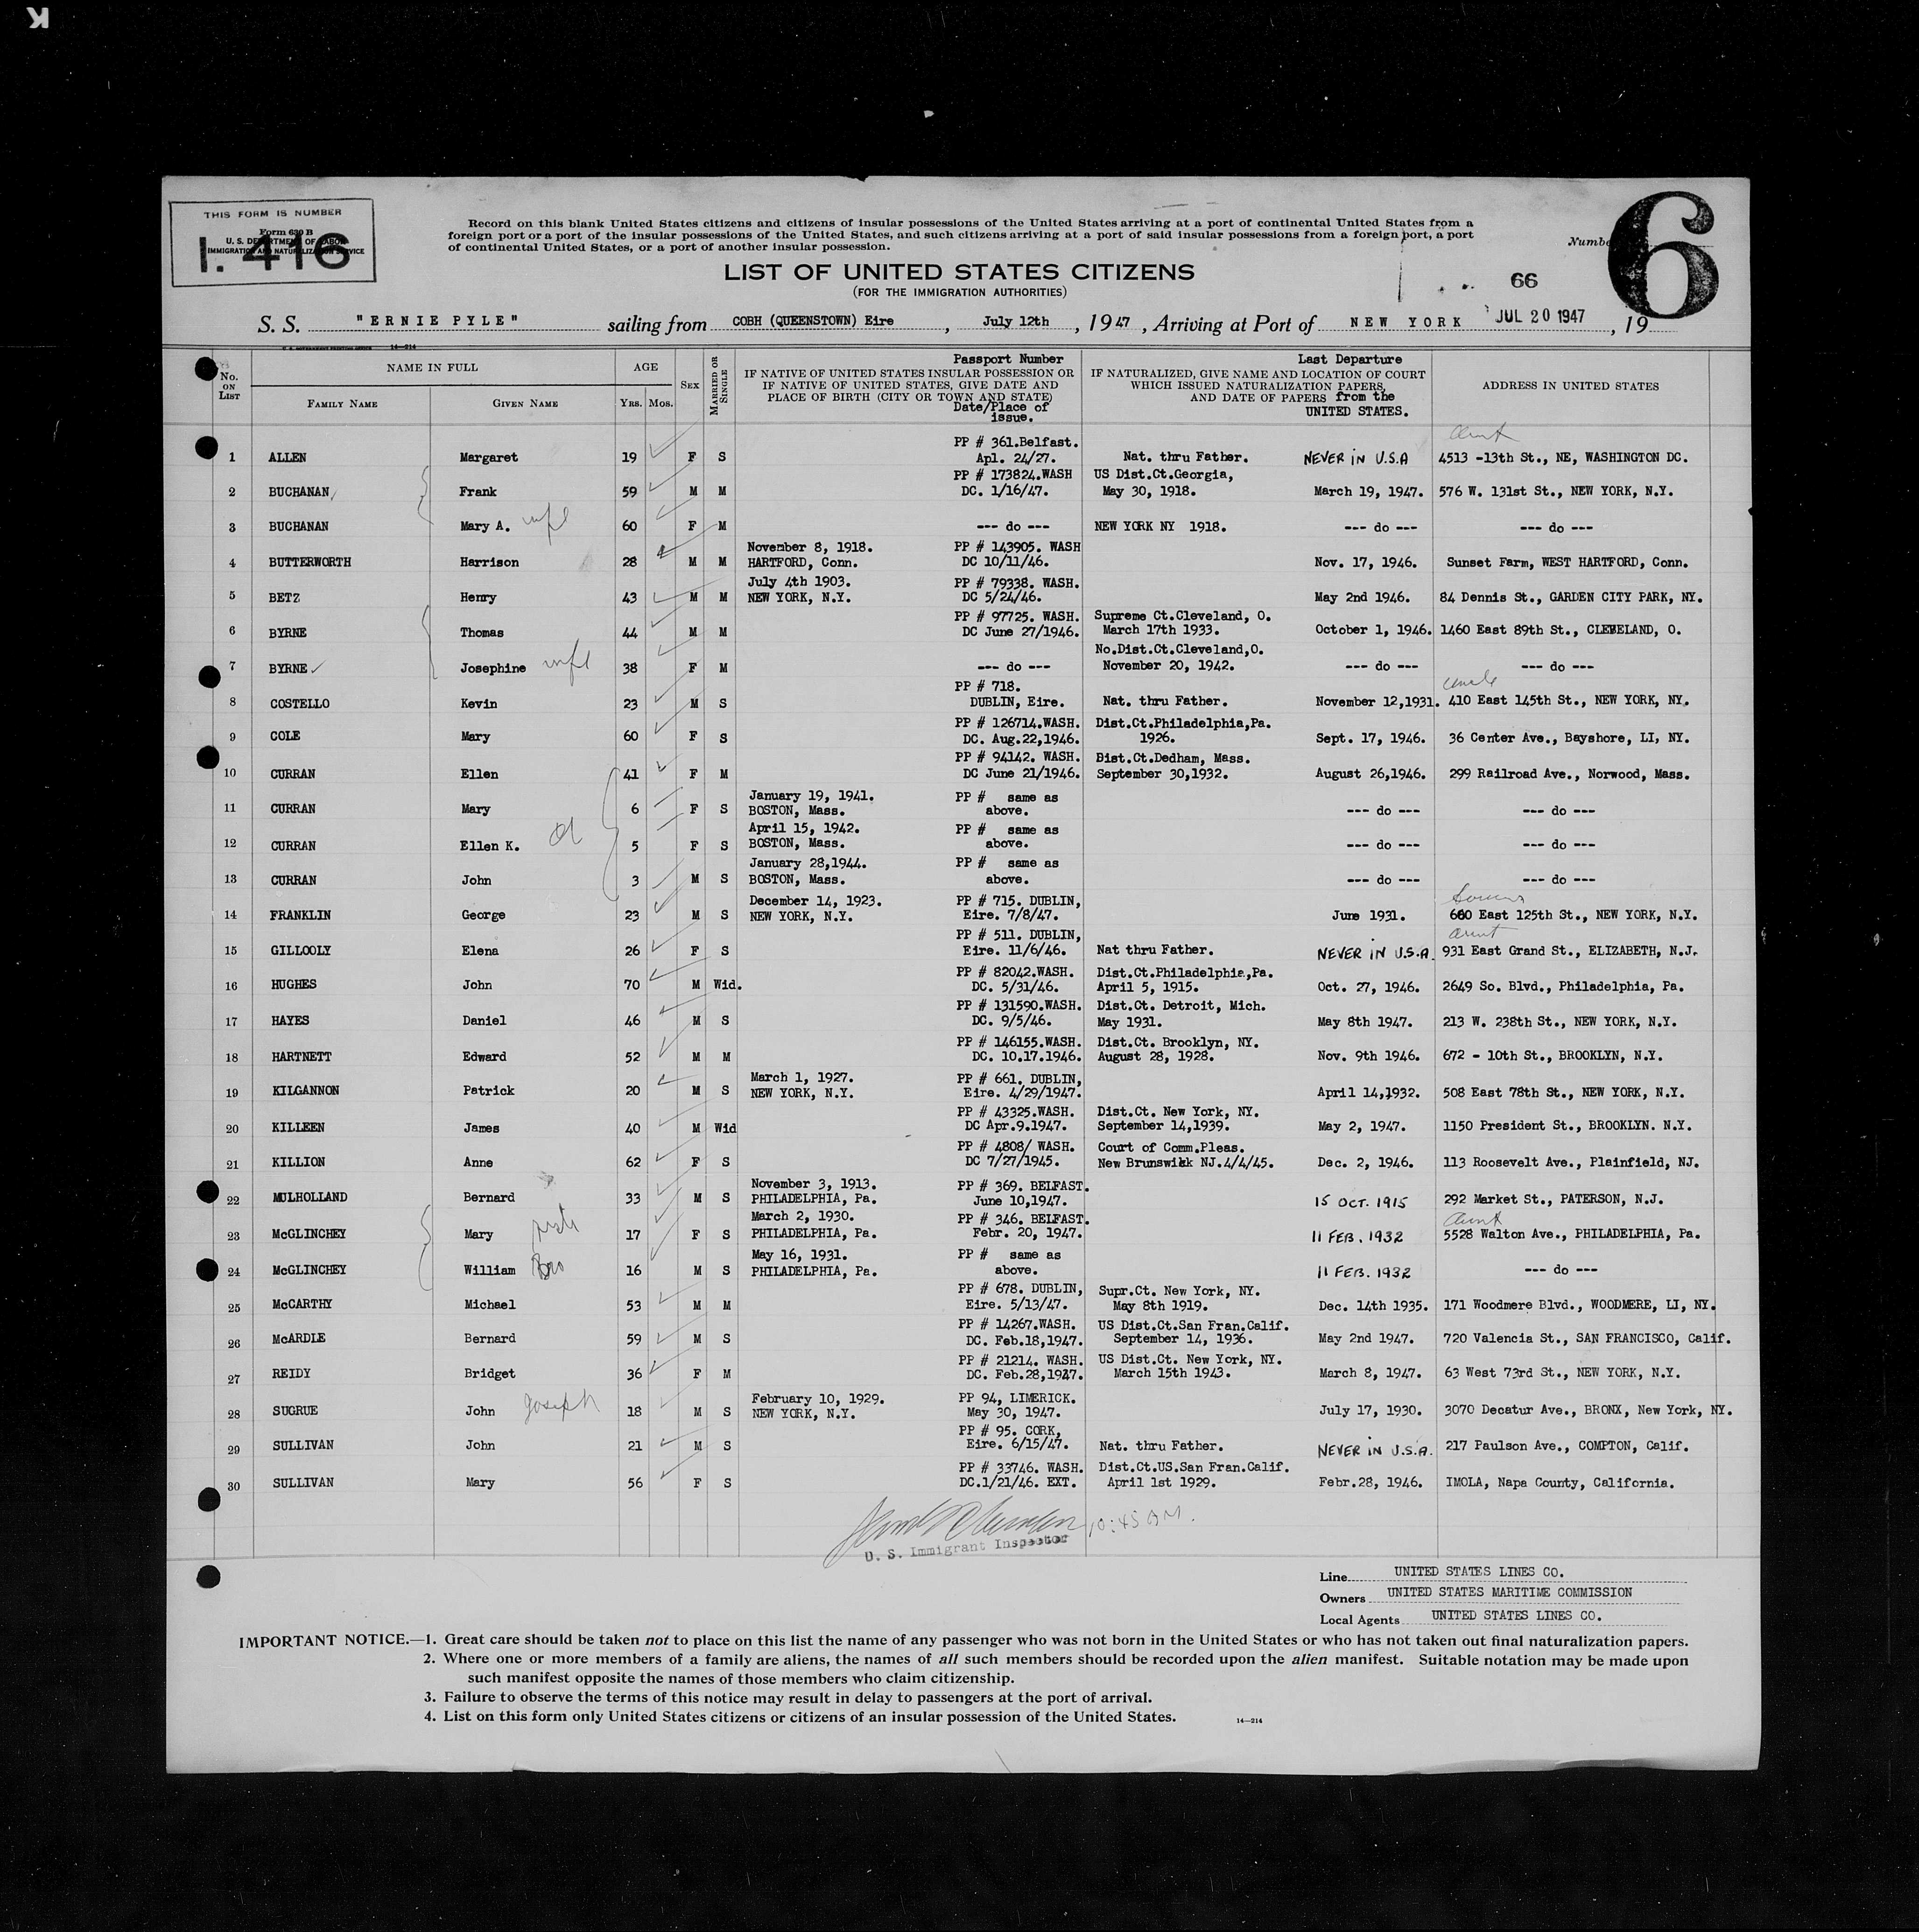 K
THIS FORM IS NUMBER
Form 630 B
U. S. DEPARTMENT OF LABOR
IMMIGRATION AND NATURALIZATION SERVICE
I. 416
Record on this blank United States citizens and citizens of insular possessions of the United States arriving at a port of continental United States from a
foreign port or a port of the insular possessions of the United States, and such citizens arriving at a port of said insular possessions from a foreign port, a port
of continental United States, or a port of another insular possession.
Number 6
LIST OF UNITED STATES CITIZENS
(FOR THE IMMIGRATION AUTHORITIES)
66
S. S. "ERNIE PYLE" sailing from COBH (QUEENSTOWN) Eire, July 12th, 1947, Arriving at Port of NEW YORK JUL 20 1947, 19
14—214
No. ON LIST NAME IN FULL FAMILY NAME GIVEN NAME AGE YRS. MOS. SEX MARRIED OR SINGLE
Passport Number
IF NATIVE OF UNITED STATES INSULAR POSSESSION OR
IF NATIVE OF UNITED STATES, GIVE DATE AND
PLACE OF BIRTH (CITY OR TOWN AND STATE)
Date/Place of
issue.
Last Departure
IF NATURALIZED, GIVE NAME AND LOCATION OF COURT
WHICH ISSUED NATURALIZATION PAPERS,
AND DATE OF PAPERS from the
UNITED STATES.
ADDRESS IN UNITED STATES
PP # 361.Belfast. Aunt
1 ALLEN Margaret 19 F S Apl. 24/27. Nat. thru Father. NEVER IN U.S.A 4513 -13th St., NE, WASHINGTON DC.
PP # 173824.WASH US Dist.Ct.Georgia,
2 BUCHANAN Frank 59 M M DC. 1/16/47. May 30, 1918. March 19, 1947. 576 W. 131st St., NEW YORK, N.Y.
3 BUCHANAN Mary A. wife 60 F M --- do --- NEW YORK NY 1918. --- do --- --- do ---
November 8, 1918. PP # 143905. WASH
4 BUTTERWORTH Harrison 28 M M HARTFORD, Conn. DC 10/11/46. Nov. 17, 1946. Sunset Farm, WEST HARTFORD, Conn.
July 4th 1903. PP # 79338. WASH.
5 BETZ Henry 43 M M NEW YORK, N.Y. DC 5/24/46. May 2nd 1946. 84 Dennis St., GARDEN CITY PARK, NY.
PP # 97725. WASH. Supreme Ct.Cleveland, O.
6 BYRNE Thomas 44 M M DC June 27/1946. March 17th 1933. October 1, 1946. 1460 East 89th St., CLEVELAND, O.
No.Dist.Ct.Cleveland,O.
7 BYRNE Josephine wife 38 F M --- do --- November 20, 1942. --- do --- --- do ---
PP # 718. uncle
8 COSTELLO Kevin 23 M S DUBLIN, Eire. Nat. thru Father. November 12,1931. 410 East 145th St., NEW YORK, NY.
PP # 126714.WASH. Dist.Ct.Philadelphia,Pa.
9 COLE Mary 60 F S DC. Aug.22,1946. 1926. Sept. 17, 1946. 36 Center Ave., Bayshore, LI, NY.
PP # 94142. WASH. Bist.Ct.Dedham, Mass.
10 CURRAN Ellen 41 F M DC June 21/1946. September 30,1932. August 26,1946. 299 Railroad Ave., Norwood, Mass.
January 19, 1941. PP # same as
11 CURRAN Mary 6 F S BOSTON, Mass. above. --- do --- --- do ---
April 15, 1942. PP # same as
12 CURRAN Ellen K. 5 F S BOSTON, Mass. above. --- do --- --- do ---
January 28,1944. PP # same as
13 CURRAN John 3 M S BOSTON, Mass. above. --- do --- --- do ---
December 14, 1923. PP # 715. DUBLIN,
14 FRANKLIN George 23 M S NEW YORK, N.Y. Eire. 7/8/47. June 1931. 660 East 125th St., NEW YORK, N.Y.
PP # 511. DUBLIN, aunt
15 GILLOOLY Elena 26 F S Eire. 11/6/46. Nat thru Father. NEVER IN U.S.A. 931 East Grand St., ELIZABETH, N.J.
PP # 82042.WASH. Dist.Ct.Philadelphia,Pa.
16 HUGHES John 70 M Wid. DC. 5/31/46. April 5, 1915. Oct. 27, 1946. 2649 So. Blvd., Philadelphia, Pa.
PP # 131590.WASH. Dist.Ct. Detroit, Mich.
17 HAYES Daniel 46 M S DC. 9/5/46. May 1931. May 8th 1947. 213 W. 238th St., NEW YORK, N.Y.
PP # 146155.WASH. Dist.Ct. Brooklyn, NY.
18 HARTNETT Edward 52 M M DC. 10.17.1946. August 28, 1928. Nov. 9th 1946. 672 - 10th St., BROOKLYN, N.Y.
March 1, 1927. PP # 661. DUBLIN,
19 KILGANNON Patrick 20 M S NEW YORK, N.Y. Eire. 4/29/1947. April 14,1932. 508 East 78th St., NEW YORK, N.Y.
PP # 43325.WASH. Dist.Ct. New York, NY.
20 KILLEEN James 40 M Wid DC Apr.9.1947. September 14,1939. May 2, 1947. 1150 President St., BROOKLYN. N.Y.
PP # 4808/ WASH. Court of Comm.Pleas.
21 KILLION Anne 62 F S DC 7/27/1945. New Brunswick NJ.4/4/45. Dec. 2, 1946. 113 Roosevelt Ave., Plainfield, NJ.
November 3, 1913. PP # 369. BELFAST.
22 MULHOLLAND Bernard 33 M S PHILADELPHIA, Pa. June 10,1947. 15 OCT. 1915 292 Market St., PATERSON, N.J.
March 2, 1930. PP # 346. BELFAST. Aunt
23 McGLINCHEY Mary 17 F S PHILADELPHIA, Pa. Febr. 20, 1947. 11 FEB. 1932 5528 Walton Ave., PHILADELPHIA, Pa.
May 16, 1931. PP # same as
24 McGLINCHEY William Bro 16 M S PHILADELPHIA, Pa. above. 11 FEB. 1932 --- do ---
PP # 678. DUBLIN, Supr.Ct. New York, NY.
25 McCARTHY Michael 53 M M Eire. 5/13/47. May 8th 1919. Dec. 14th 1935. 171 Woodmere Blvd., WOODMERE, LI, NY.
PP # 14267.WASH. US Dist.Ct.San Fran.Calif.
26 McARDLE Bernard 59 M S DC. Feb.18,1947. September 14, 1936. May 2nd 1947. 720 Valencia St., SAN FRANCISCO, Calif.
PP # 21214. WASH. US Dist.Ct. New York, NY.
27 REIDY Bridget 36 F M DC. Feb.28,1947. March 15th 1943. March 8, 1947. 63 West 73rd St., NEW YORK, N.Y.
February 10, 1929. PP 94, LIMERICK.
28 SUGRUE John Joseph 18 M S NEW YORK, N.Y. May 30, 1947. July 17, 1930. 3070 Decatur Ave., BRONX, New York, NY.
PP # 95. CORK,
29 SULLIVAN John 21 M S Eire. 6/15/47. Nat. thru Father. NEVER IN U.S.A. 217 Paulson Ave., COMPTON, Calif.
PP # 33746. WASH. Dist.Ct.US.San Fran.Calif.
30 SULLIVAN Mary 56 F S DC.1/21/46. EXT. April 1st 1929. Febr.28, 1946. IMOLA, Napa County, California.
10:45 AM.
U. S. Immigrant Inspector
Line UNITED STATES LINES CO.
Owners UNITED STATES MARITIME COMMISSION
Local Agents UNITED STATES LINES CO.
IMPORTANT NOTICE.—1. Great care should be taken not to place on this list the name of any passenger who was not born in the United States or who has not taken out final naturalization papers.
2. Where one or more members of a family are aliens, the names of all such members should be recorded upon the alien manifest. Suitable notation may be made upon
such manifest opposite the names of those members who claim citizenship.
3. Failure to observe the terms of this notice may result in delay to passengers at the port of arrival.
4. List on this form only United States citizens or citizens of an insular possession of the United States.
14—214